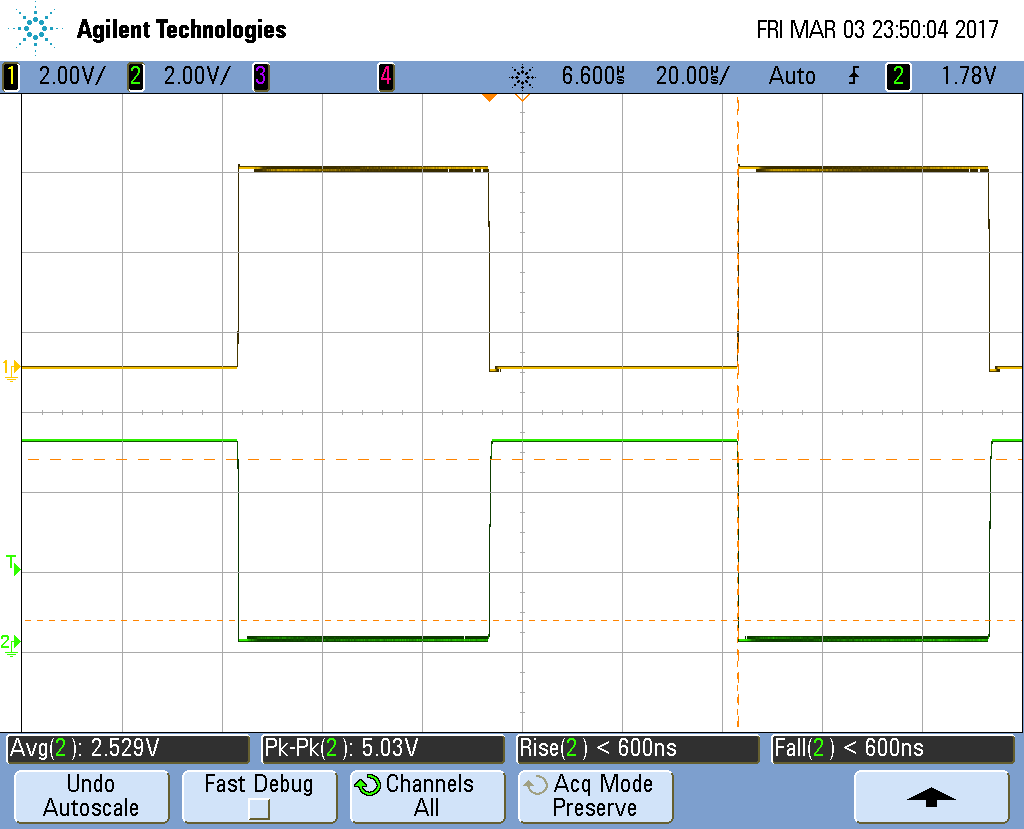 Agilent Technologies
FRI MAR 03 23:50:04 2017
1 2.00V/ 2 2.00V/ 3 4 6.600µs 20.00µs/ Auto 2 1.78V
1
T
2
Avg(2): 2.529V Pk-Pk(2): 5.03V Rise(2) < 600ns Fall(2) < 600ns
Undo Autoscale
Fast Debug
Channels All
Acq Mode Preserve